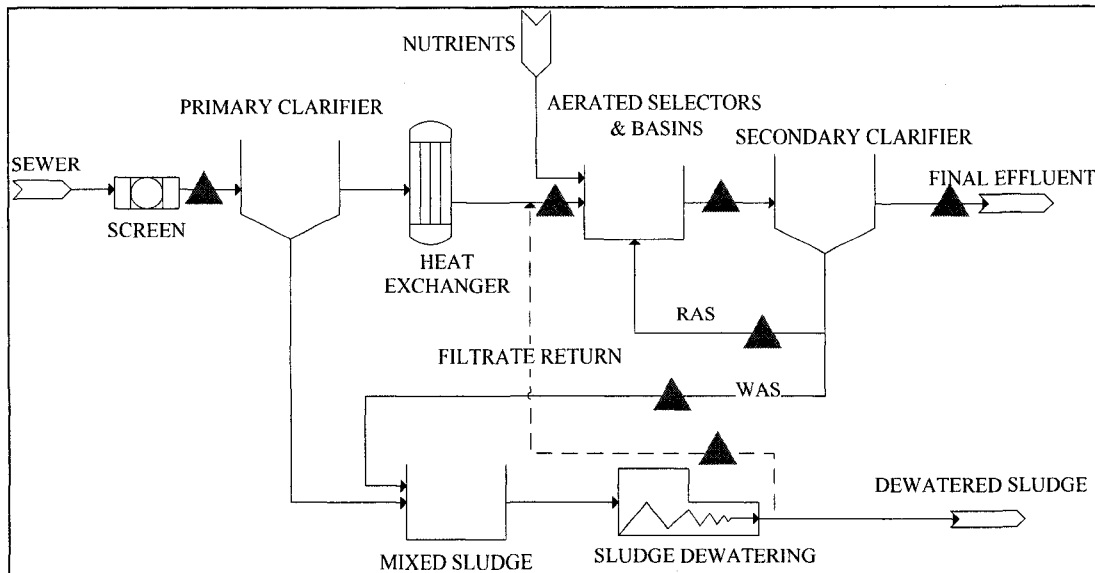 NUTRIENTS
PRIMARY CLARIFIER
AERATED SELECTORS
& BASINS
SECONDARY CLARIFIER
SEWER
FINAL EFFLUENT
SCREEN
HEAT
EXCHANGER
RAS
FILTRATE RETURN
WAS
DEWATERED SLUDGE
MIXED SLUDGE
SLUDGE DEWATERING